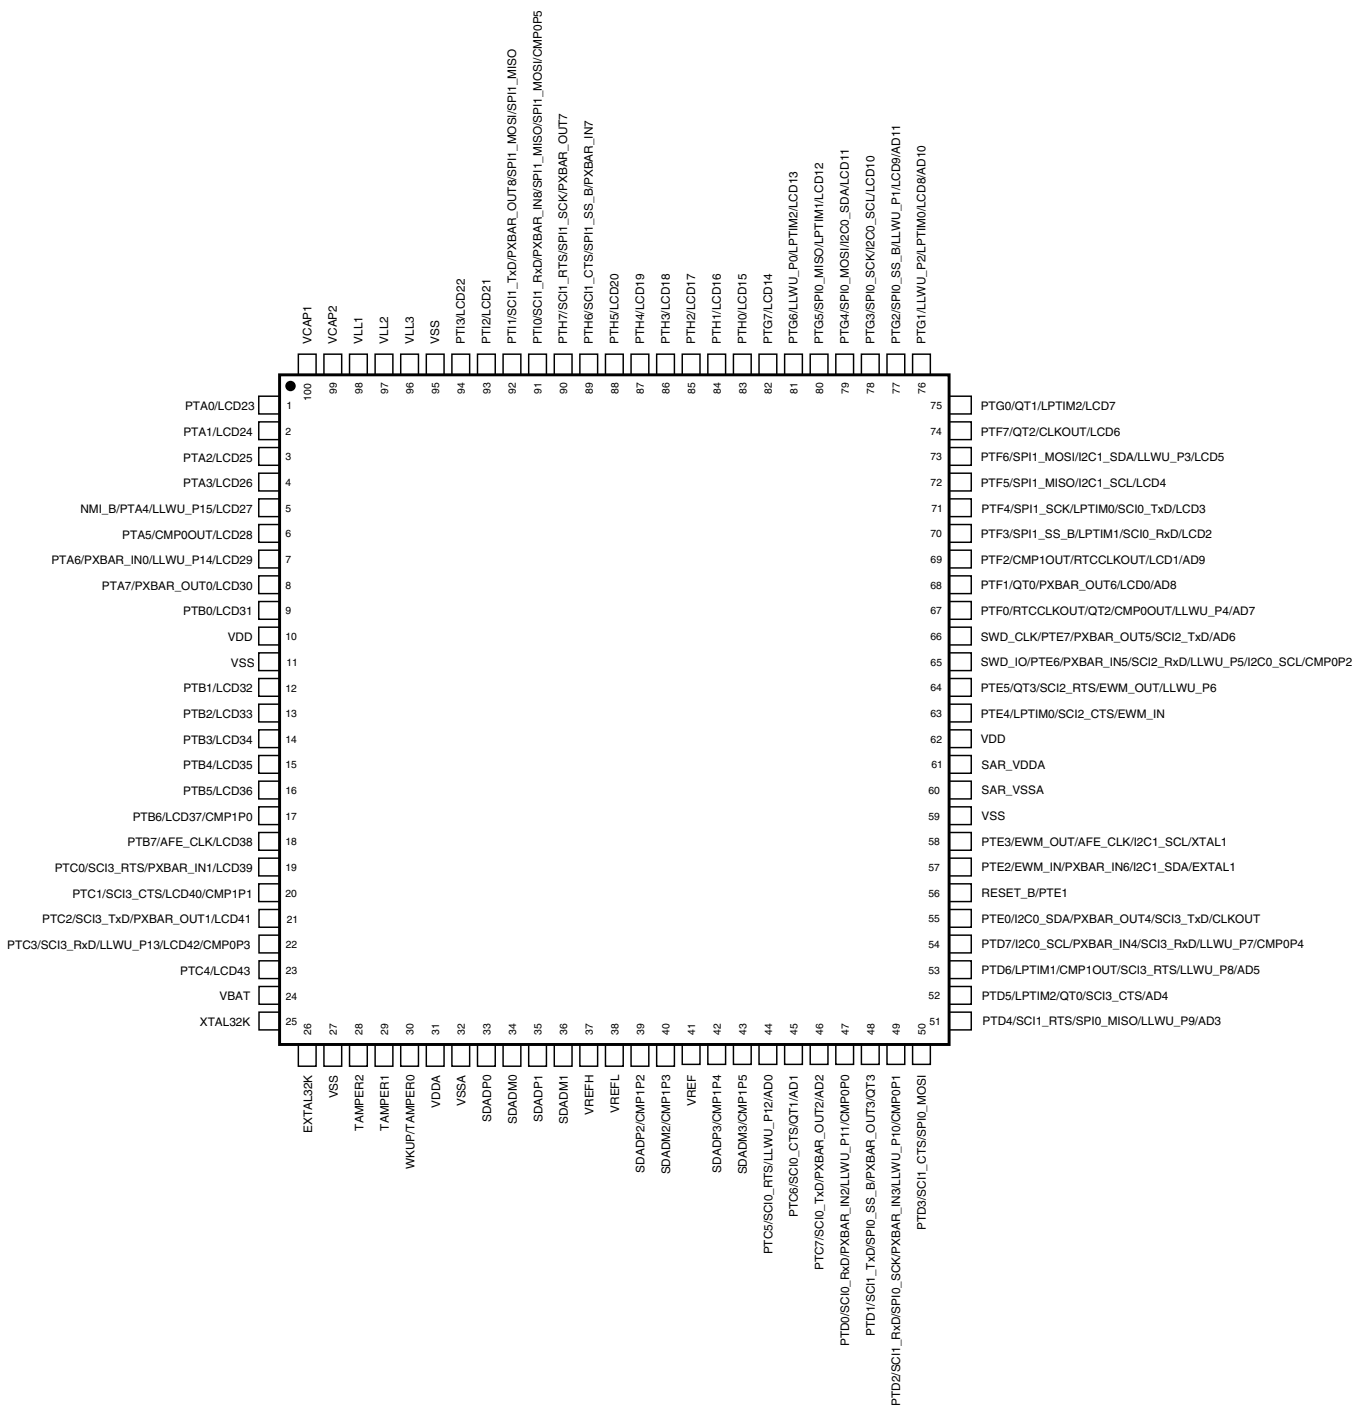 VCAP1
VCAP2
VLL1
VLL2
VLL3
VSS
PTI3/LCD22
PTI2/LCD21
PTI1/SCI1_TxD/PXBAR_OUT8/SPI1_MOSI/SPI1_MISO
PTI0/SCI1_RxD/PXBAR_IN8/SPI1_MISO/SPI1_MOSI/CMP0P5
PTH7/SCI1_RTS/SPI1_SCK/PXBAR_OUT7
PTH6/SCI1_CTS/SPI1_SS_B/PXBAR_IN7
PTH5/LCD20
PTH4/LCD19
PTH3/LCD18
PTH2/LCD17
PTH1/LCD16
PTH0/LCD15
PTG7/LCD14
PTG6/LLWU_P0/LPTIM2/LCD13
PTG5/SPI0_MISO/LPTIM1/LCD12
PTG4/SPI0_MOSI/I2C0_SDA/LCD11
PTG3/SPI0_SCK/I2C0_SCL/LCD10
PTG2/SPI0_SS_B/LLWU_P1/LCD9/AD11
PTG1/LLWU_P2/LPTIM0/LCD8/AD10
100
99
98
97
96
95
94
93
92
91
90
89
88
87
86
85
84
83
82
81
80
79
78
77
76
PTA0/LCD23 1
PTA1/LCD24 2
PTA2/LCD25 3
PTA3/LCD26 4
NMI_B/PTA4/LLWU_P15/LCD27 5
PTA5/CMP0OUT/LCD28 6
PTA6/PXBAR_IN0/LLWU_P14/LCD29 7
PTA7/PXBAR_OUT0/LCD30 8
PTB0/LCD31 9
VDD 10
VSS 11
PTB1/LCD32 12
PTB2/LCD33 13
PTB3/LCD34 14
PTB4/LCD35 15
PTB5/LCD36 16
PTB6/LCD37/CMP1P0 17
PTB7/AFE_CLK/LCD38 18
PTC0/SCI3_RTS/PXBAR_IN1/LCD39 19
PTC1/SCI3_CTS/LCD40/CMP1P1 20
PTC2/SCI3_TxD/PXBAR_OUT1/LCD41 21
PTC3/SCI3_RxD/LLWU_P13/LCD42/CMP0P3 22
PTC4/LCD43 23
VBAT 24
XTAL32K 25
75 PTG0/QT1/LPTIM2/LCD7
74 PTF7/QT2/CLKOUT/LCD6
73 PTF6/SPI1_MOSI/I2C1_SDA/LLWU_P3/LCD5
72 PTF5/SPI1_MISO/I2C1_SCL/LCD4
71 PTF4/SPI1_SCK/LPTIM0/SCI0_TxD/LCD3
70 PTF3/SPI1_SS_B/LPTIM1/SCI0_RxD/LCD2
69 PTF2/CMP1OUT/RTCCLKOUT/LCD1/AD9
68 PTF1/QT0/PXBAR_OUT6/LCD0/AD8
67 PTF0/RTCCLKOUT/QT2/CMP0OUT/LLWU_P4/AD7
66 SWD_CLK/PTE7/PXBAR_OUT5/SCI2_TxD/AD6
65 SWD_IO/PTE6/PXBAR_IN5/SCI2_RxD/LLWU_P5/I2C0_SCL/CMP0P2
64 PTE5/QT3/SCI2_RTS/EWM_OUT/LLWU_P6
63 PTE4/LPTIM0/SCI2_CTS/EWM_IN
62 VDD
61 SAR_VDDA
60 SAR_VSSA
59 VSS
58 PTE3/EWM_OUT/AFE_CLK/I2C1_SCL/XTAL1
57 PTE2/EWM_IN/PXBAR_IN6/I2C1_SDA/EXTAL1
56 RESET_B/PTE1
55 PTE0/I2C0_SDA/PXBAR_OUT4/SCI3_TxD/CLKOUT
54 PTD7/I2C0_SCL/PXBAR_IN4/SCI3_RxD/LLWU_P7/CMP0P4
53 PTD6/LPTIM1/CMP1OUT/SCI3_RTS/LLWU_P8/AD5
52 PTD5/LPTIM2/QT0/SCI3_CTS/AD4
51 PTD4/SCI1_RTS/SPI0_MISO/LLWU_P9/AD3
26
27
28
29
30
31
32
33
34
35
36
37
38
39
40
41
42
43
44
45
46
47
48
49
50
EXTAL32K
VSS
TAMPER2
TAMPER1
WKUP/TAMPER0
VDDA
VSSA
SDADP0
SDADM0
SDADP1
SDADM1
VREFH
VREFL
SDADP2/CMP1P2
SDADM2/CMP1P3
VREF
SDADP3/CMP1P4
SDADM3/CMP1P5
PTC5/SCI0_RTS/LLWU_P12/AD0
PTC6/SCI0_CTS/QT1/AD1
PTC7/SCI0_TxD/PXBAR_OUT2/AD2
PTD0/SCI0_RxD/PXBAR_IN2/LLWU_P11/CMP0P0
PTD1/SCI1_TxD/SPI0_SS_B/PXBAR_OUT3/QT3
PTD2/SCI1_RxD/SPI0_SCK/PXBAR_IN3/LLWU_P10/CMP0P1
PTD3/SCI1_CTS/SPI0_MOSI